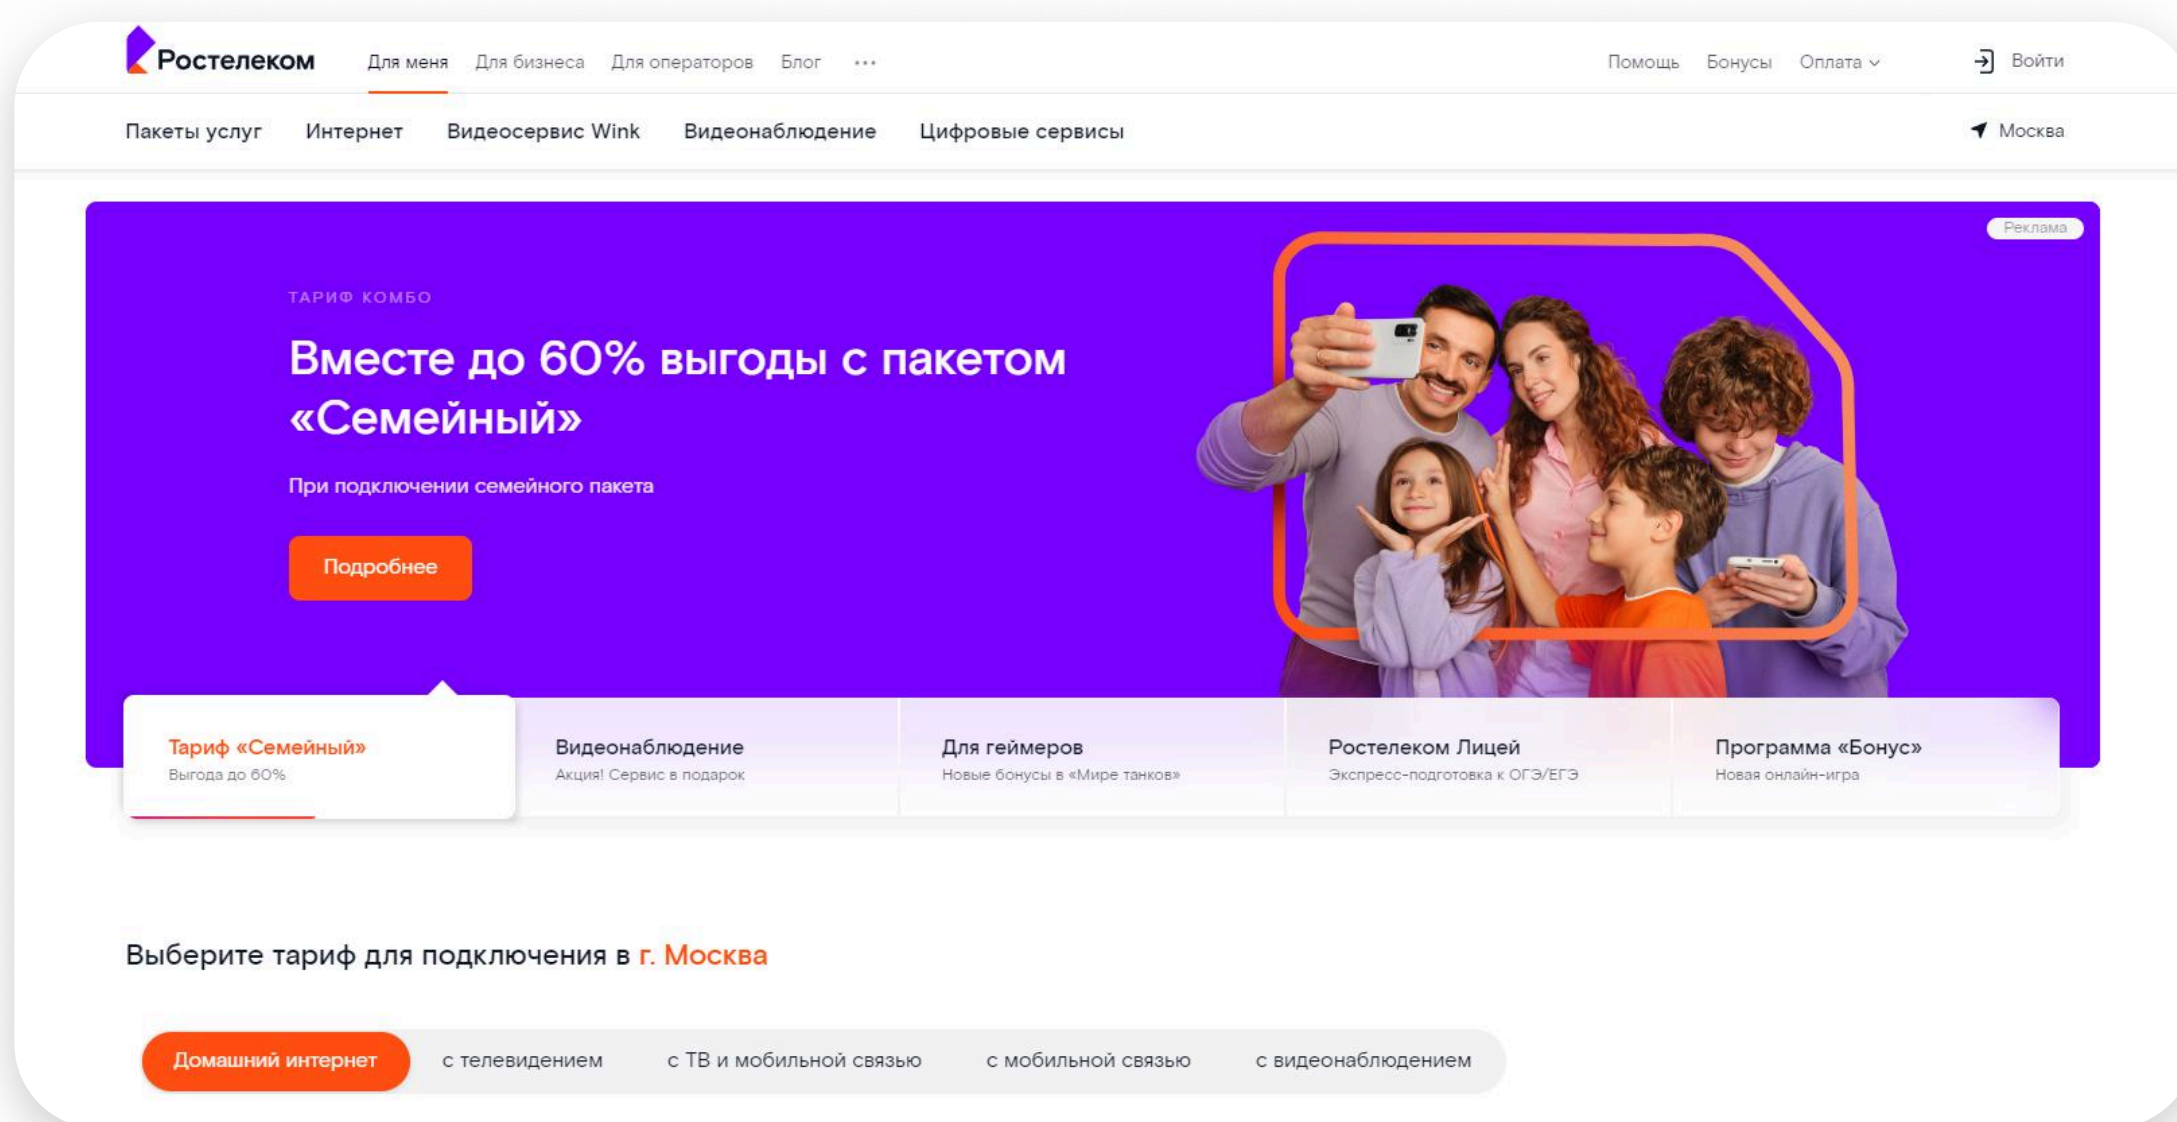 Ростелеком
Для меня Для бизнеса Для операторов Блог ...
Помощь Бонусы Оплата
Войти
Пакеты услуг Интернет Видеосервис Wink Видеонаблюдение Цифровые сервисы
Москва
Реклама
ТАРИФ КОМБО
Вместе до 60% выгоды с пакетом
«Семейный»
При подключении семейного пакета
Подробнее
Тариф «Семейный»
Выгода до 60%
Видеонаблюдение
Акция! Сервис в подарок
Для геймеров
Новые бонусы в «Мире танков»
Ростелеком Лицей
Экспресс-подготовка к ОГЭ/ЕГЭ
Программа «Бонус»
Новая онлайн-игра
Выберите тариф для подключения в г. Москва
Домашний интернет с телевидением с ТВ и мобильной связью с мобильной связью с видеонаблюдением